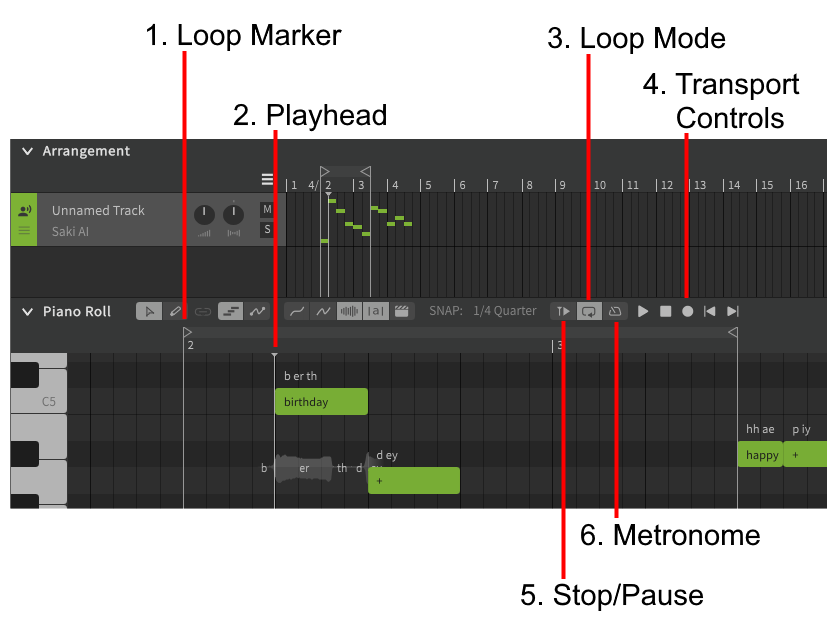 1. Loop Marker
3. Loop Mode
4. Transport
Controls
2. Playhead
Arrangement
1 4/ 2 3 4 5 6 7 8 9 10 11 12 13 14 15 16
Unnamed Track M
Saki AI S
Piano Roll SNAP: 1/4 Quarter
2 3
b er th
C5 birthday
hh ae p iy
d ey
happy +
b er th d
+
6. Metronome
5. Stop/Pause